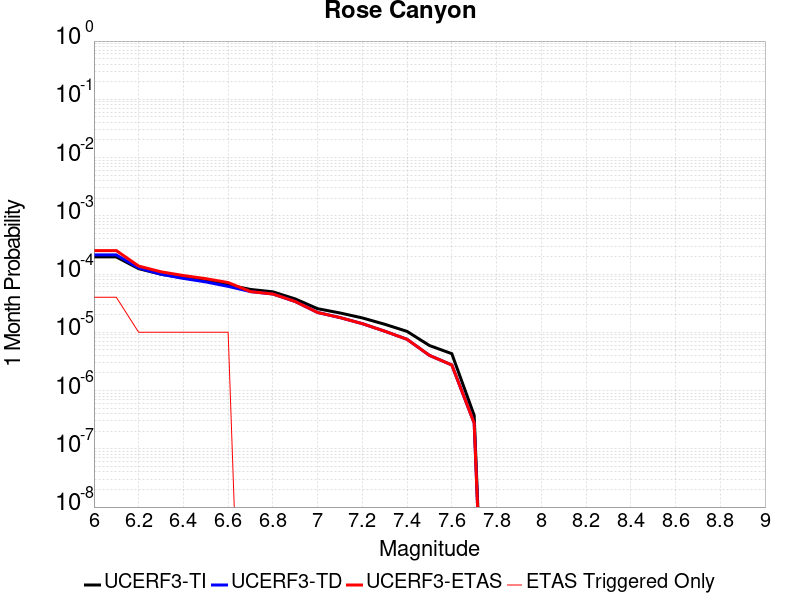 Rose Canyon
10^0
10^-1
10^-2
10^-3
10^-4
10^-5
10^-6
10^-7
10^-8
1 Month Probability
6 6.2 6.4 6.6 6.8 7 7.2 7.4 7.6 7.8 8 8.2 8.4 8.6 8.8 9
Magnitude
UCERF3-TI UCERF3-TD UCERF3-ETAS ETAS Triggered Only